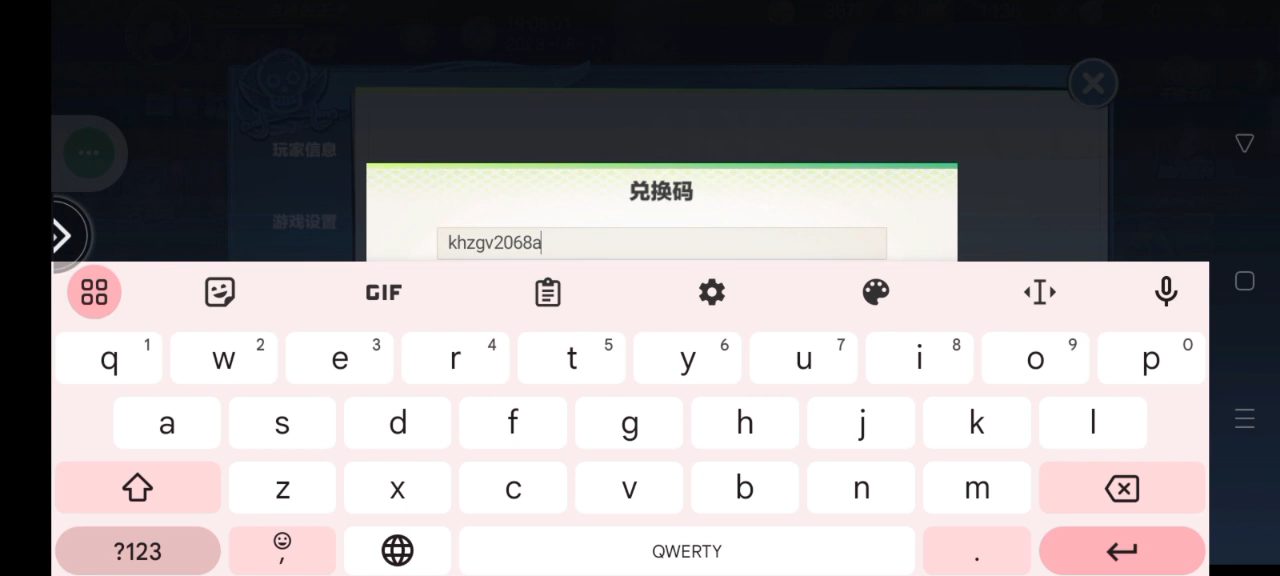 玩家信息
兑换码
游戏设置
khzgv2068a
GIF
q 1 w 2 e 3 r 4 t 5 y 6 u 7 i 8 o 9 p 0
a s d f g h j k l
z x c v b n m
?123 , QWERTY .